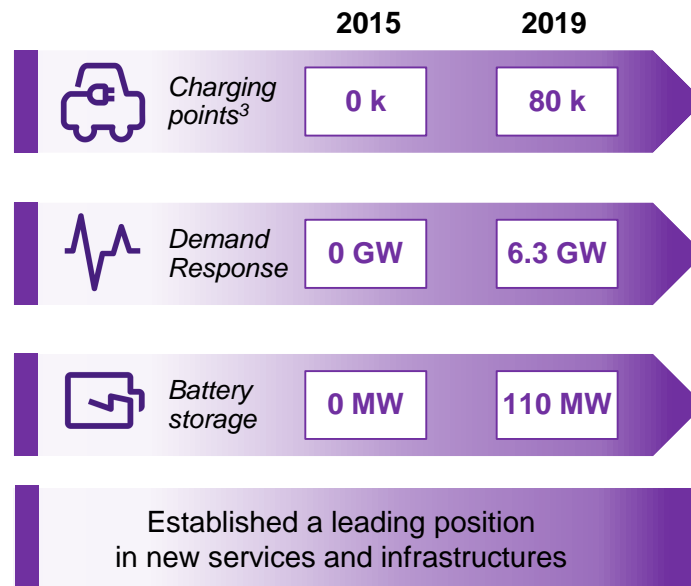 2015 2019
Charging
points³
0 k 80 k
Demand
Response
0 GW 6.3 GW
Battery
storage
0 MW 110 MW
Established a leading position
in new services and infrastructures